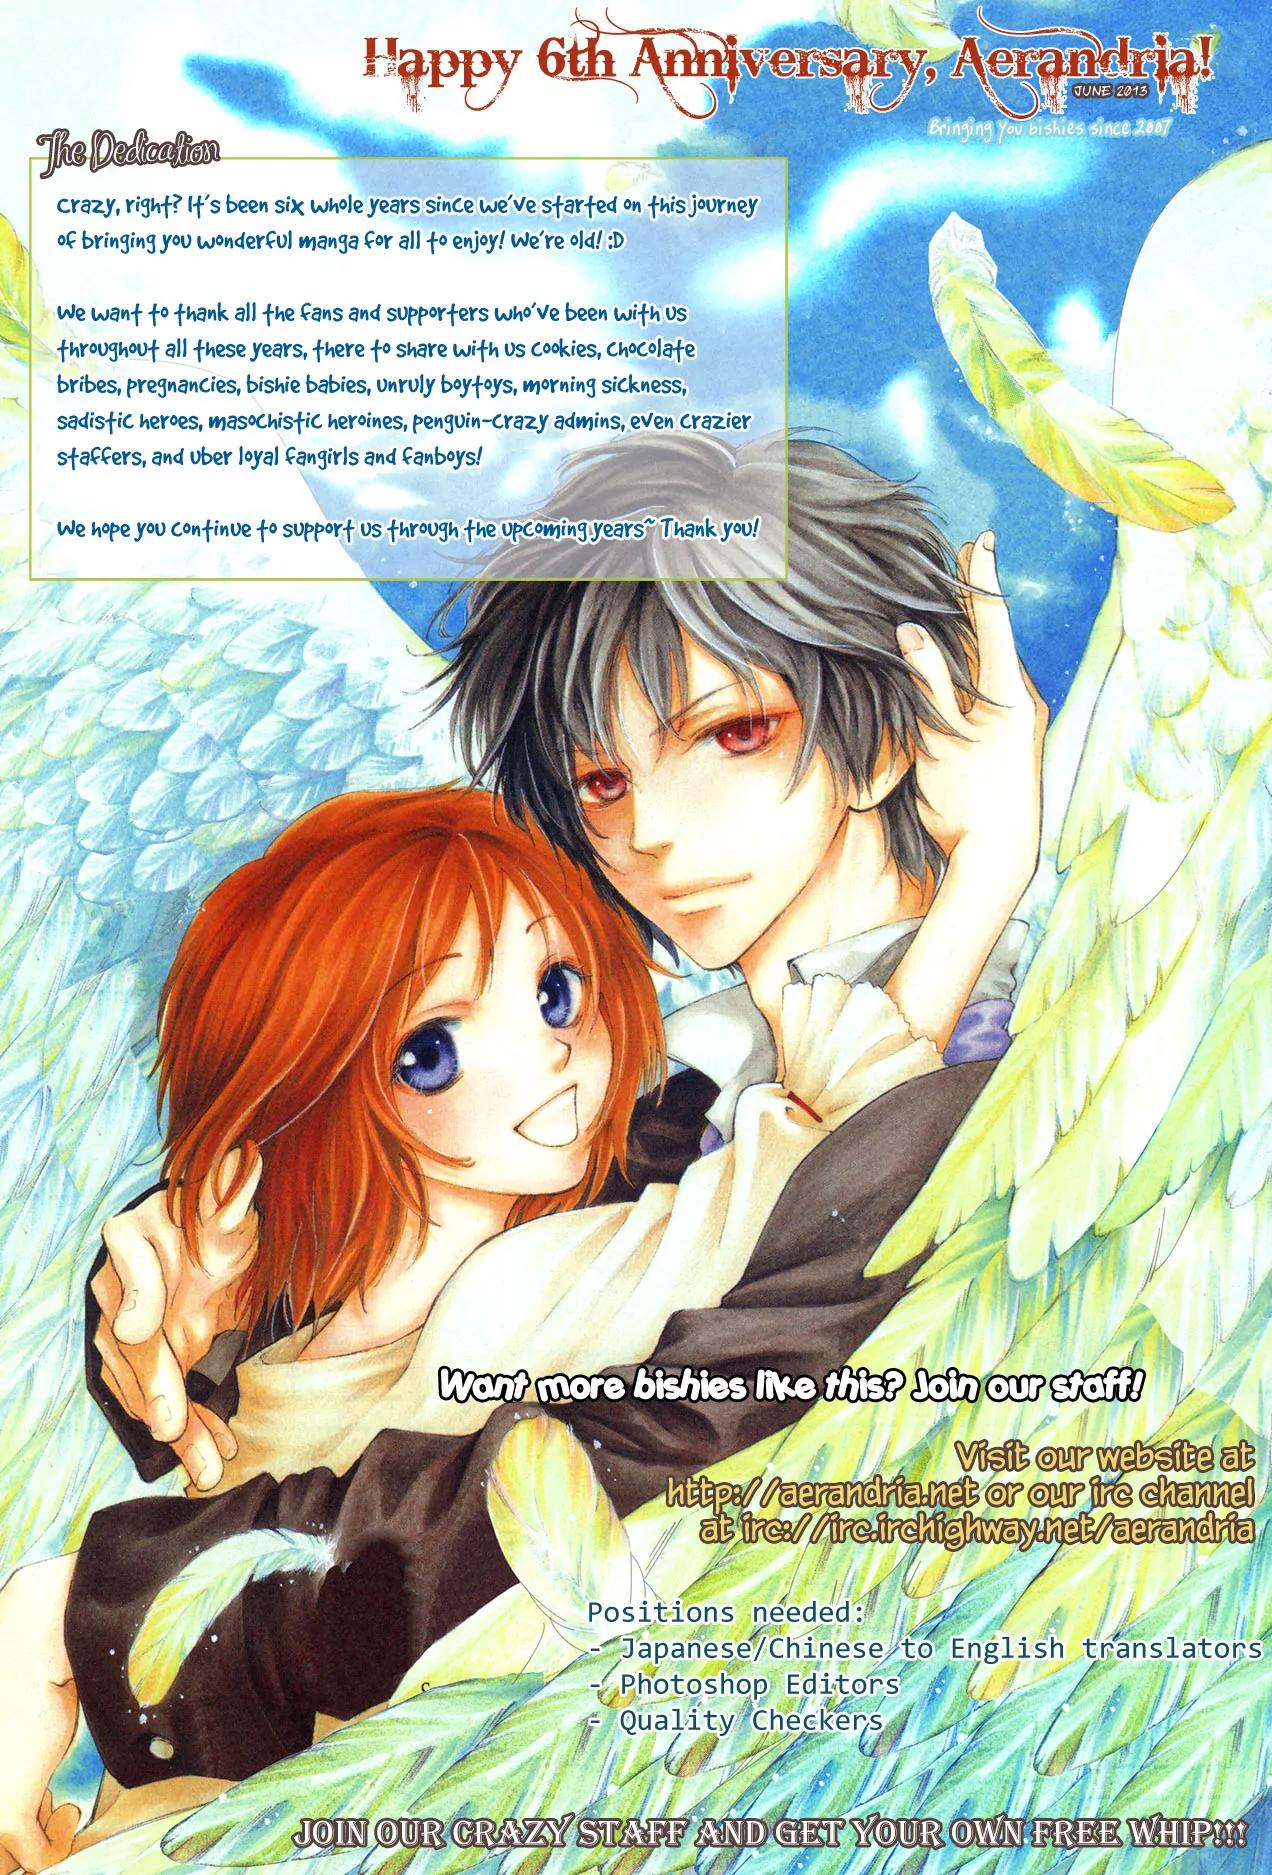 Happy 6th Anniversary, Aerandria!
JUNE 2013
Bringing you bishies since 2007
The Dedication
Crazy, right? It's been six whole years since we've started on this journey
of bringing you wonderful manga for all to enjoy! We're old! :D
We want to thank all the fans and supporters who've been with us
throughout all these years, there to share with us cookies, chocolate
bribes, pregnancies, bishie babies, unruly boytoys, morning sickness,
sadistic heroes, masochistic heroines, penguin-crazy admins, even crazier
staffers, and uber loyal fangirls and fanboys!
We hope you continue to support us through the upcoming years~ Thank you!
Want more bishies like this? Join our staff!
Visit our website at
http://aerandria.net or our irc channel
at irc://irc.irchighway.net/aerandria
Positions needed:
- Japanese/Chinese to English translators
- Photoshop Editors
- Quality Checkers
JOIN OUR CRAZY STAFF AND GET YOUR OWN FREE WHIP!!!